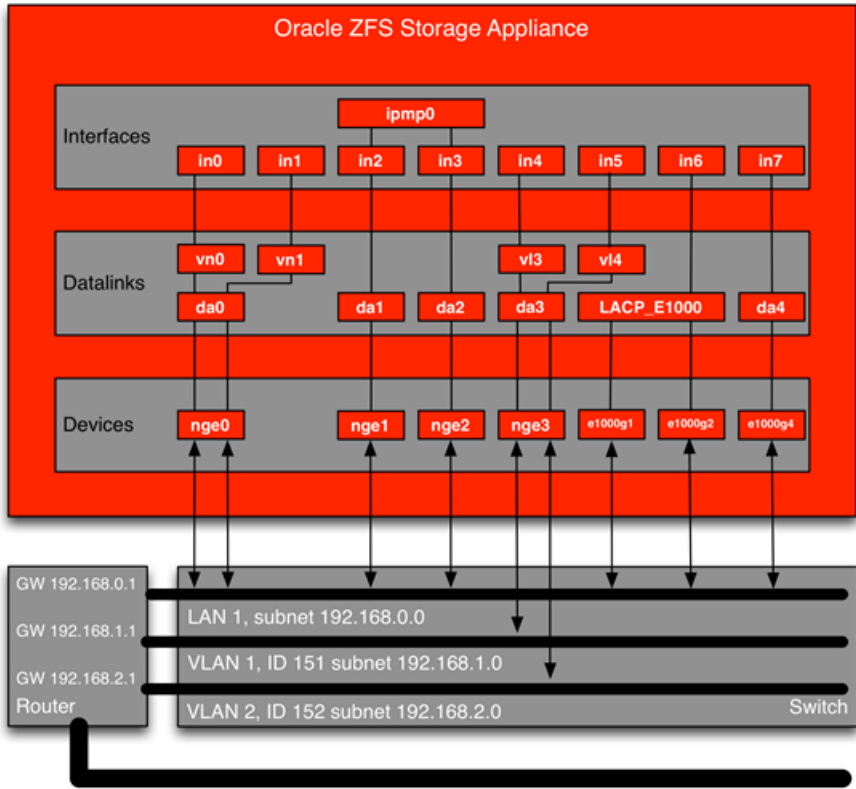 Oracle ZFS Storage Appliance
Interfaces
ipmp0
in0 in1 in2 in3 in4 in5 in6 in7
Datalinks
vn0 vn1 vl3 vl4
da0 da1 da2 da3 LACP_E1000 da4
Devices
nge0 nge1 nge2 nge3 e1000g1 e1000g2 e1000g4
GW 192.168.0.1
LAN 1, subnet 192.168.0.0
GW 192.168.1.1
VLAN 1, ID 151 subnet 192.168.1.0
GW 192.168.2.1
VLAN 2, ID 152 subnet 192.168.2.0
Router
Switch